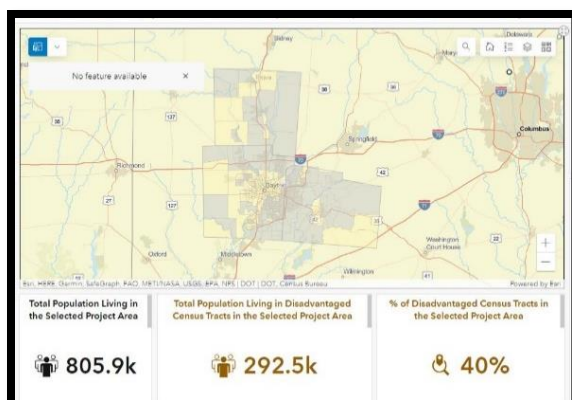 Sidney
Delaware
No feature available
Piqua
Springfield
Columbus
Richmond
Dayton
Oxford
Middletown
Washington
Court House
Wilmington
Esri, HERE, Garmin, SafeGraph, FAO, METI/NASA, USGS, EPA, NPS | DOT | DOT, Census Bureau
Powered by Esri
Total Population Living in
the Selected Project Area
Total Population Living in Disadvantaged
Census Tracts in the Selected Project Area
% of Disadvantaged Census Tracts in
the Selected Project Area
805.9k
292.5k
40%